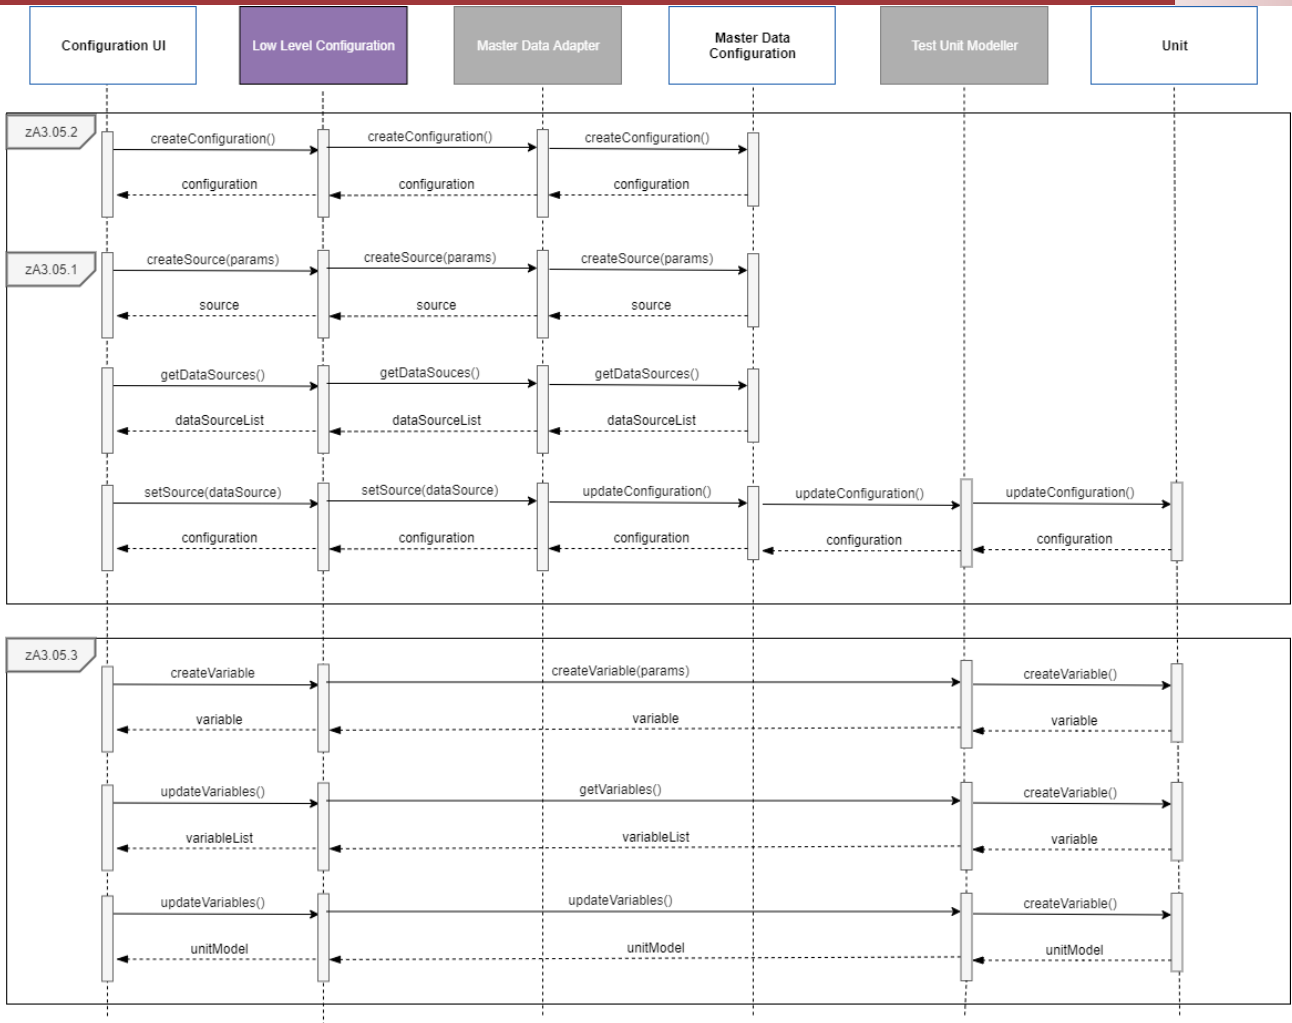 Configuration UI
Low Level Configuration
Master Data Adapter
Master Data
Configuration
Test Unit Modeller
Unit
zA3.05.2
createConfiguration()
createConfiguration()
createConfiguration()
configuration
configuration
configuration
zA3.05.1
createSource(params)
createSource(params)
createSource(params)
source
source
source
getDataSources()
getDataSouces()
getDataSources()
dataSourceList
dataSourceList
dataSourceList
setSource(dataSource)
setSource(dataSource)
updateConfiguration()
updateConfiguration()
updateConfiguration()
configuration
configuration
configuration
configuration
configuration
zA3.05.3
createVariable
createVariable(params)
createVariable()
variable
variable
variable
updateVariables()
getVariables()
createVariable()
variableList
variableList
variable
updateVariables()
updateVariables()
createVariable()
unitModel
unitModel
unitModel